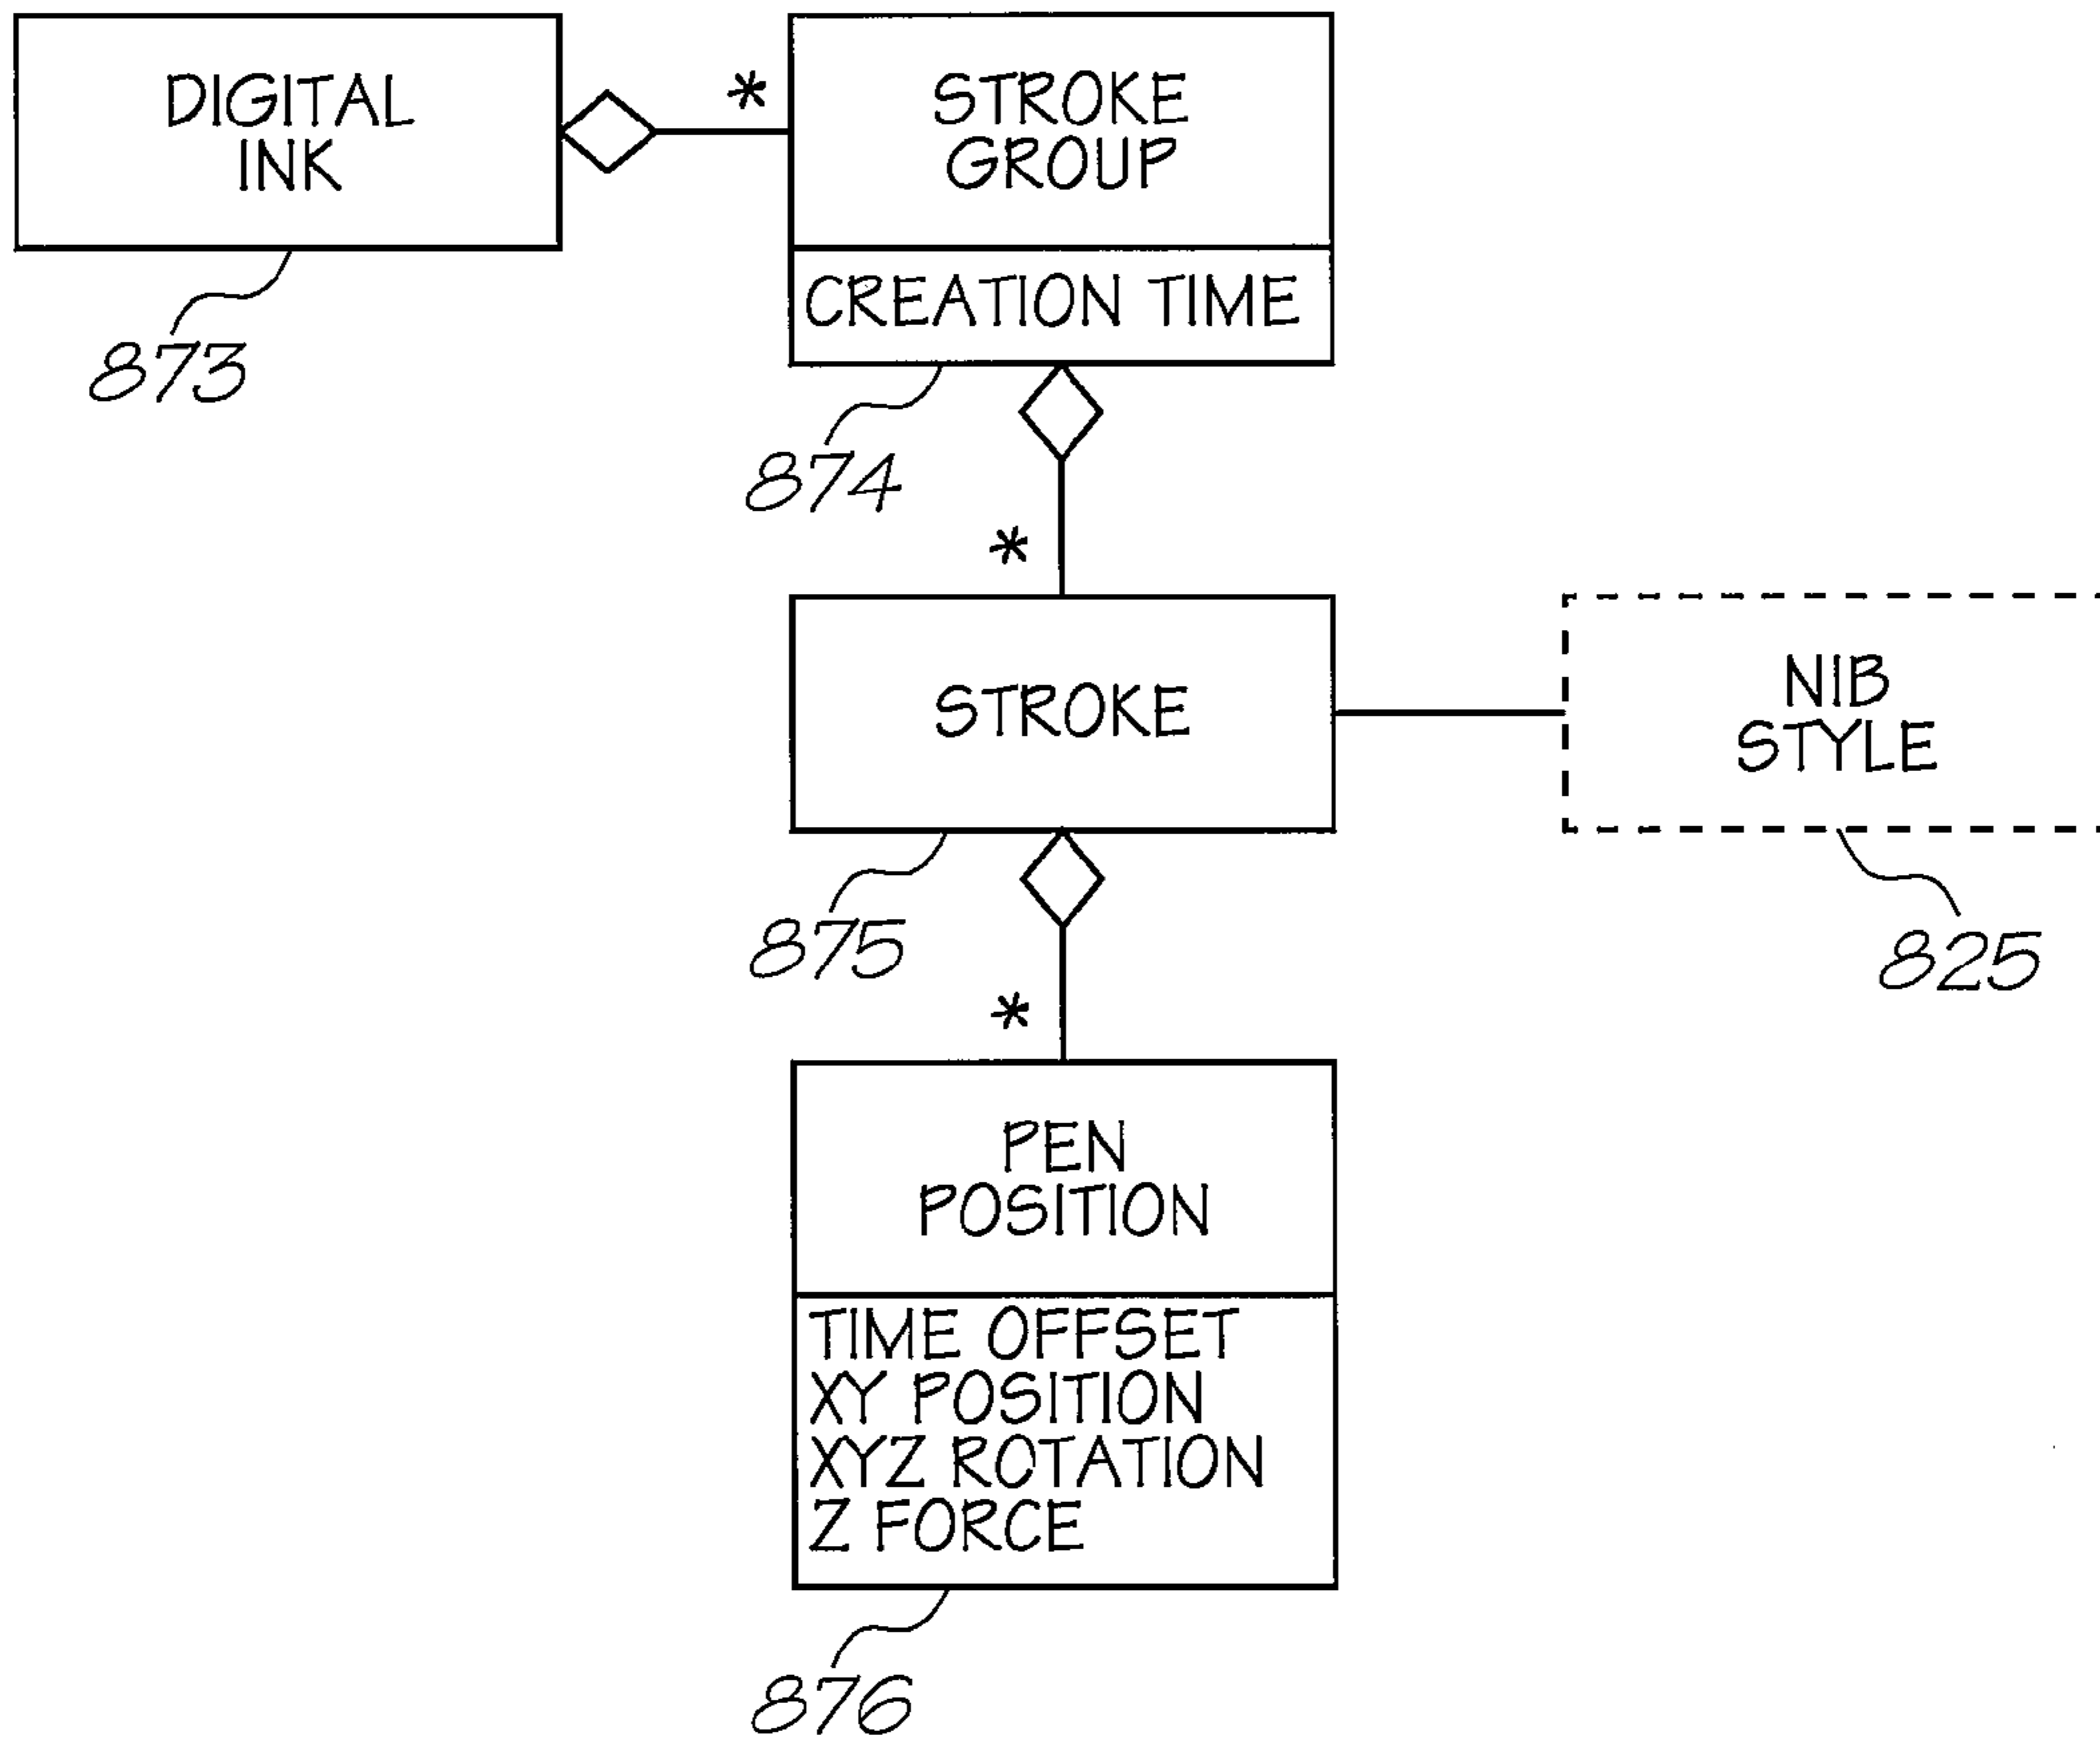 DIGITAL
INK
*
STROKE
GROUP
CREATION TIME
873
874
*
STROKE
NIB
STYLE
875
825
*
PEN
POSITION
TIME OFFSET
XY POSITION
XYZ ROTATION
Z FORCE
876